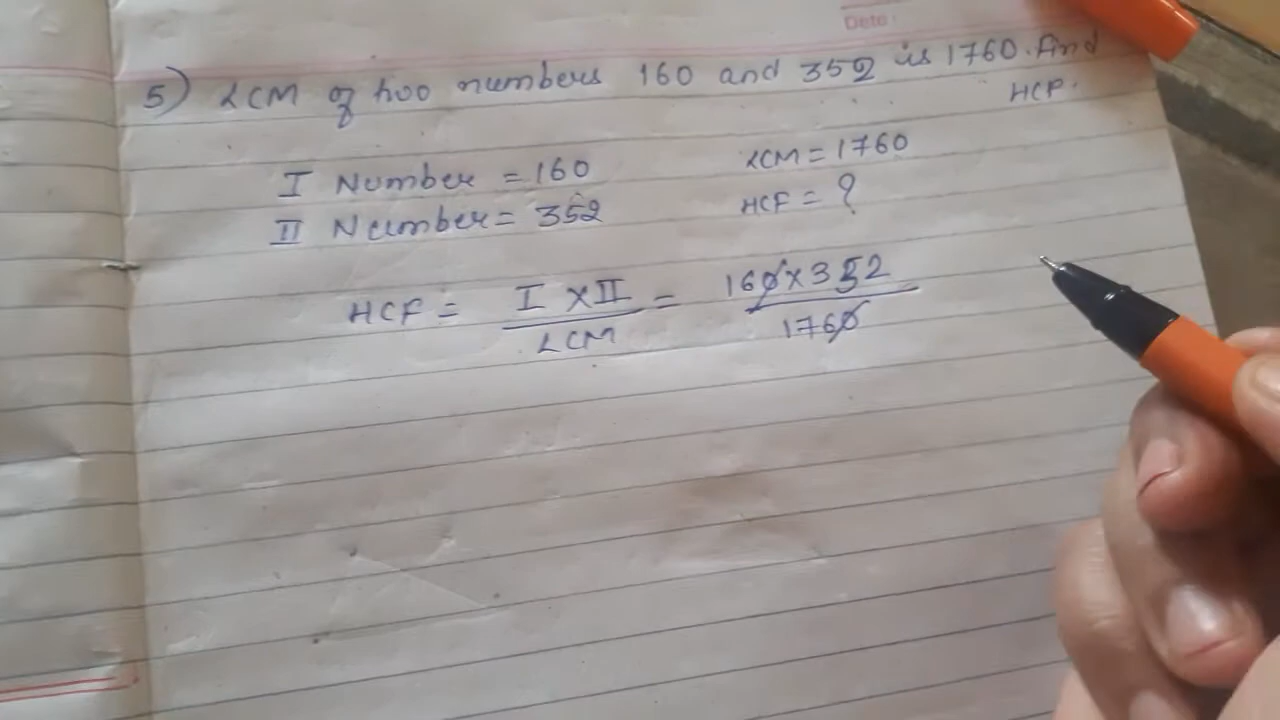 Date:
5) LCM of two numbers 160 and 352 is 1760. Find
HCF.
I Number = 160
LCM = 1760
II Number = 352
HCF = ?
HCF = I X II / LCM = 160 x 352 / 1760